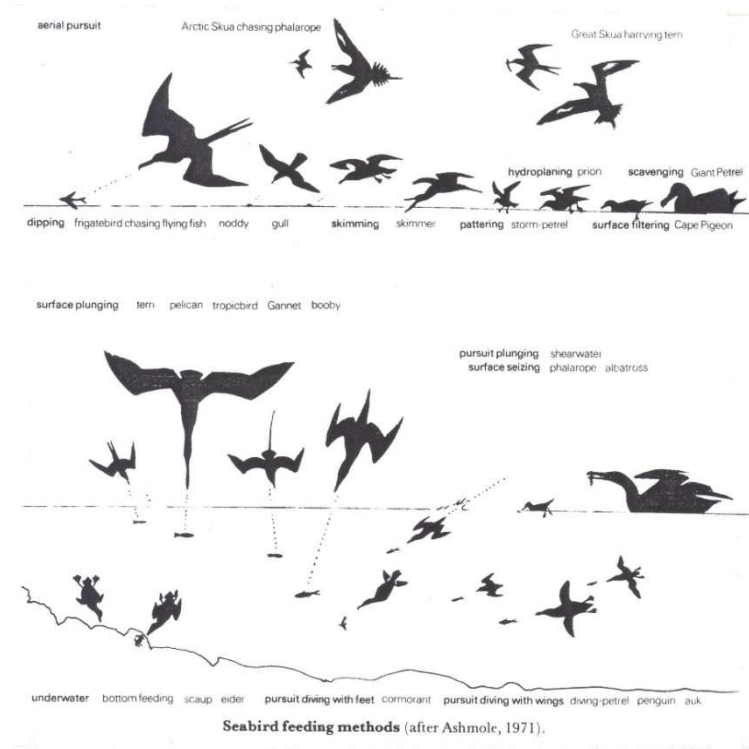 aerial pursuit Arctic Skua chasing phalarope Great Skua harrying tern
hydroplaning prion scavenging Giant Petrel
dipping frigatebird chasing flying fish noddy gull skimming skimmer pattering storm-petrel surface filtering Cape Pigeon
surface plunging tern pelican tropicbird Gannet booby
pursuit plunging shearwater
surface seizing phalarope albatross
underwater bottom feeding scaup eider pursuit diving with feet cormorant pursuit diving with wings diving-petrel penguin auk
Seabird feeding methods (after Ashmole, 1971).